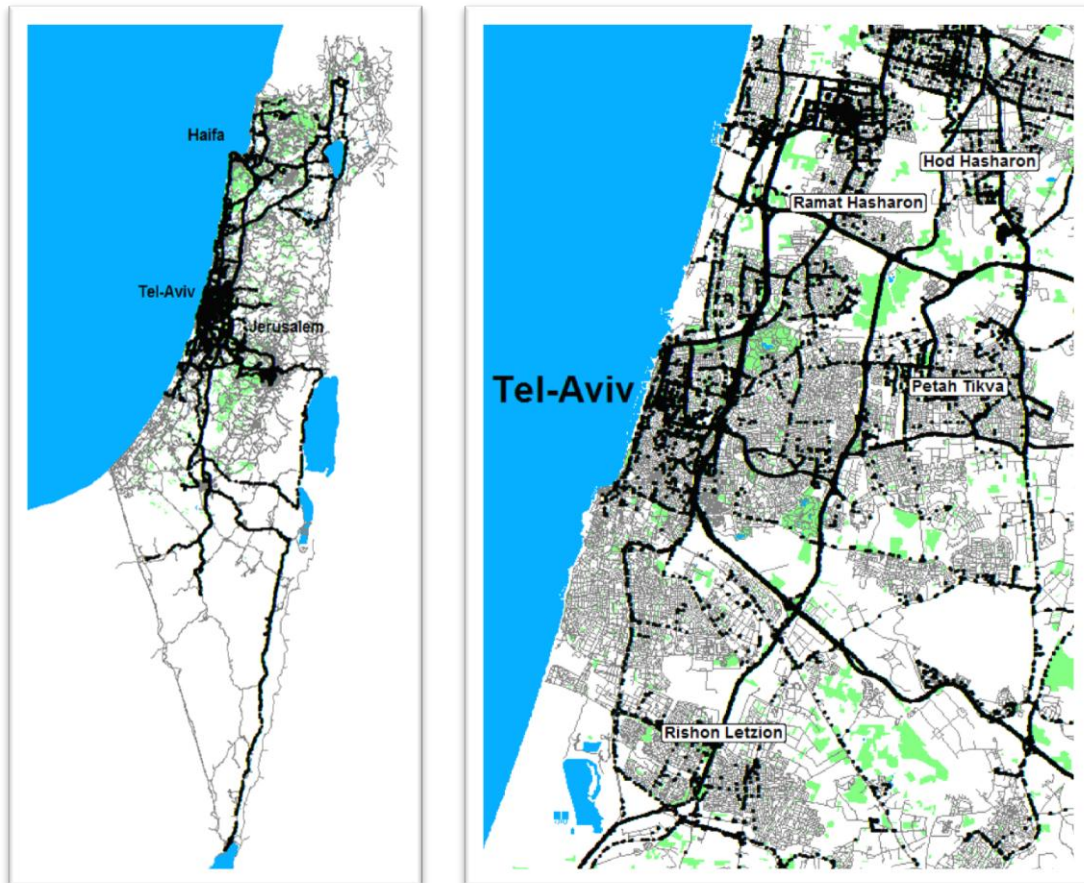 Haifa
Tel-Aviv
Jerusalem
Hod Hasharon
Ramat Hasharon
Petah Tikva
Tel-Aviv
Rishon Letzion